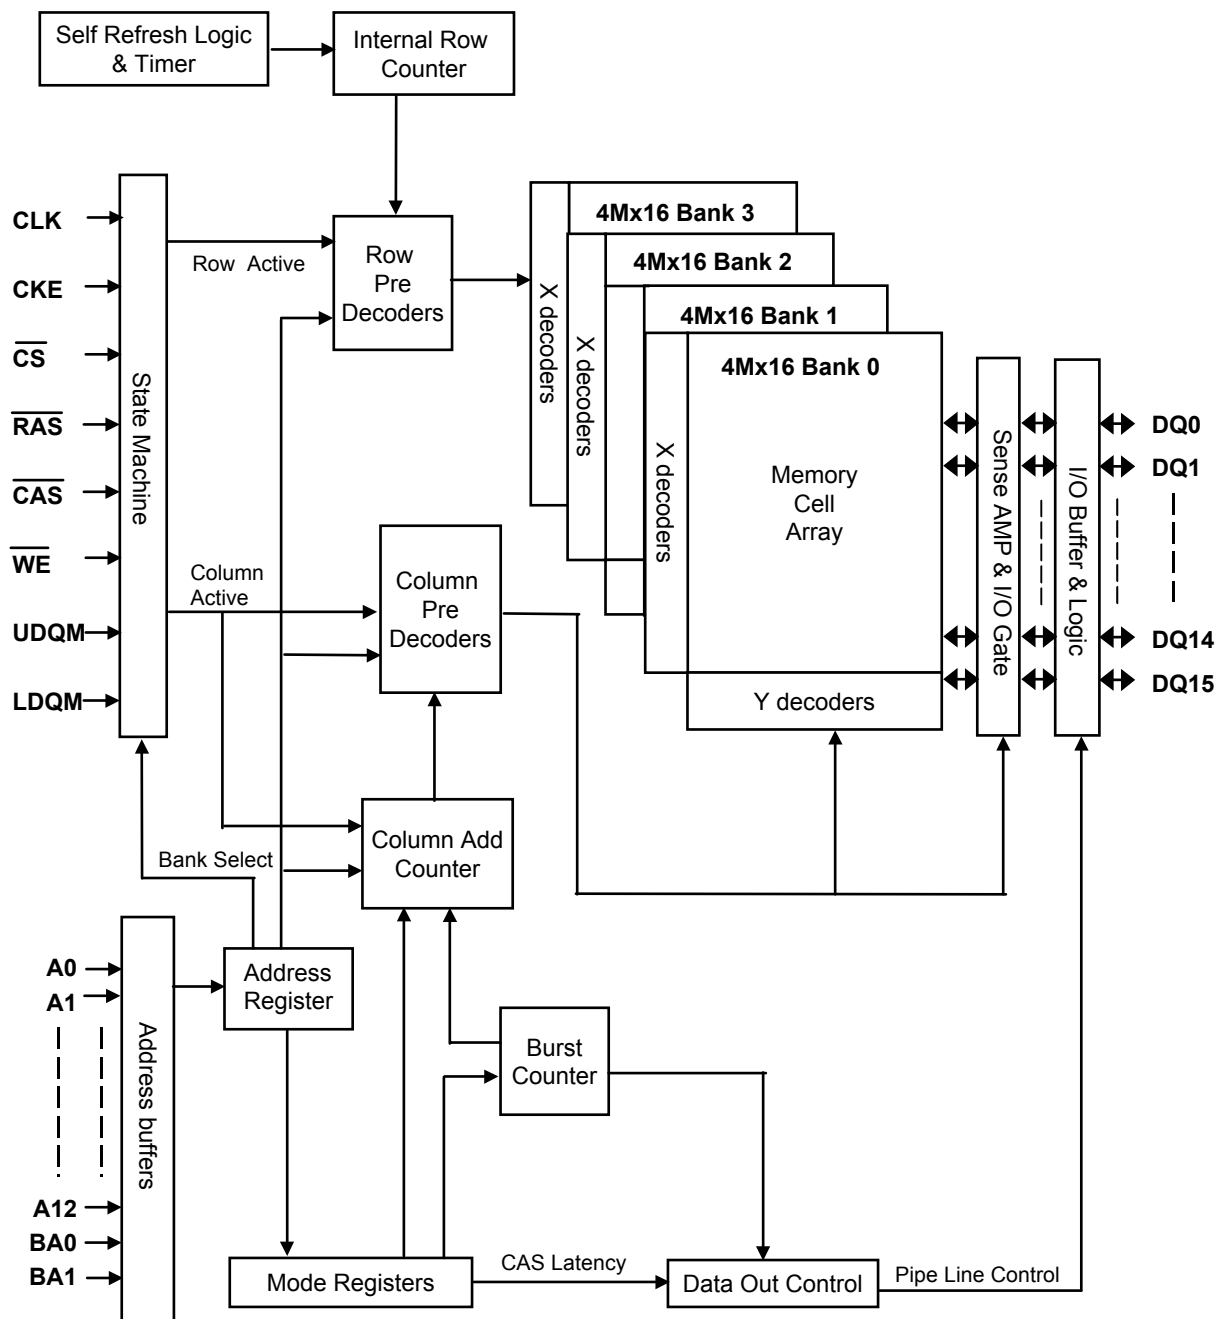 Self Refresh Logic
& Timer
Internal Row
Counter
CLK
CKE
CS
RAS
CAS
WE
UDQM
LDQM
State Machine
Row Active
Row
Pre
Decoders
Column
Active
Column
Pre
Decoders
X decoders
4Mx16 Bank 3
X decoders
4Mx16 Bank 2
4Mx16 Bank 1
X decoders
4Mx16 Bank 0
Memory
Cell
Array
Y decoders
Sense AMP & I/O Gate
I/O Buffer & Logic
DQ0
DQ1
DQ14
DQ15
Bank Select
Column Add
Counter
A0
A1
A12
BA0
BA1
Address buffers
Address
Register
Burst
Counter
Mode Registers
CAS Latency
Data Out Control
Pipe Line Control